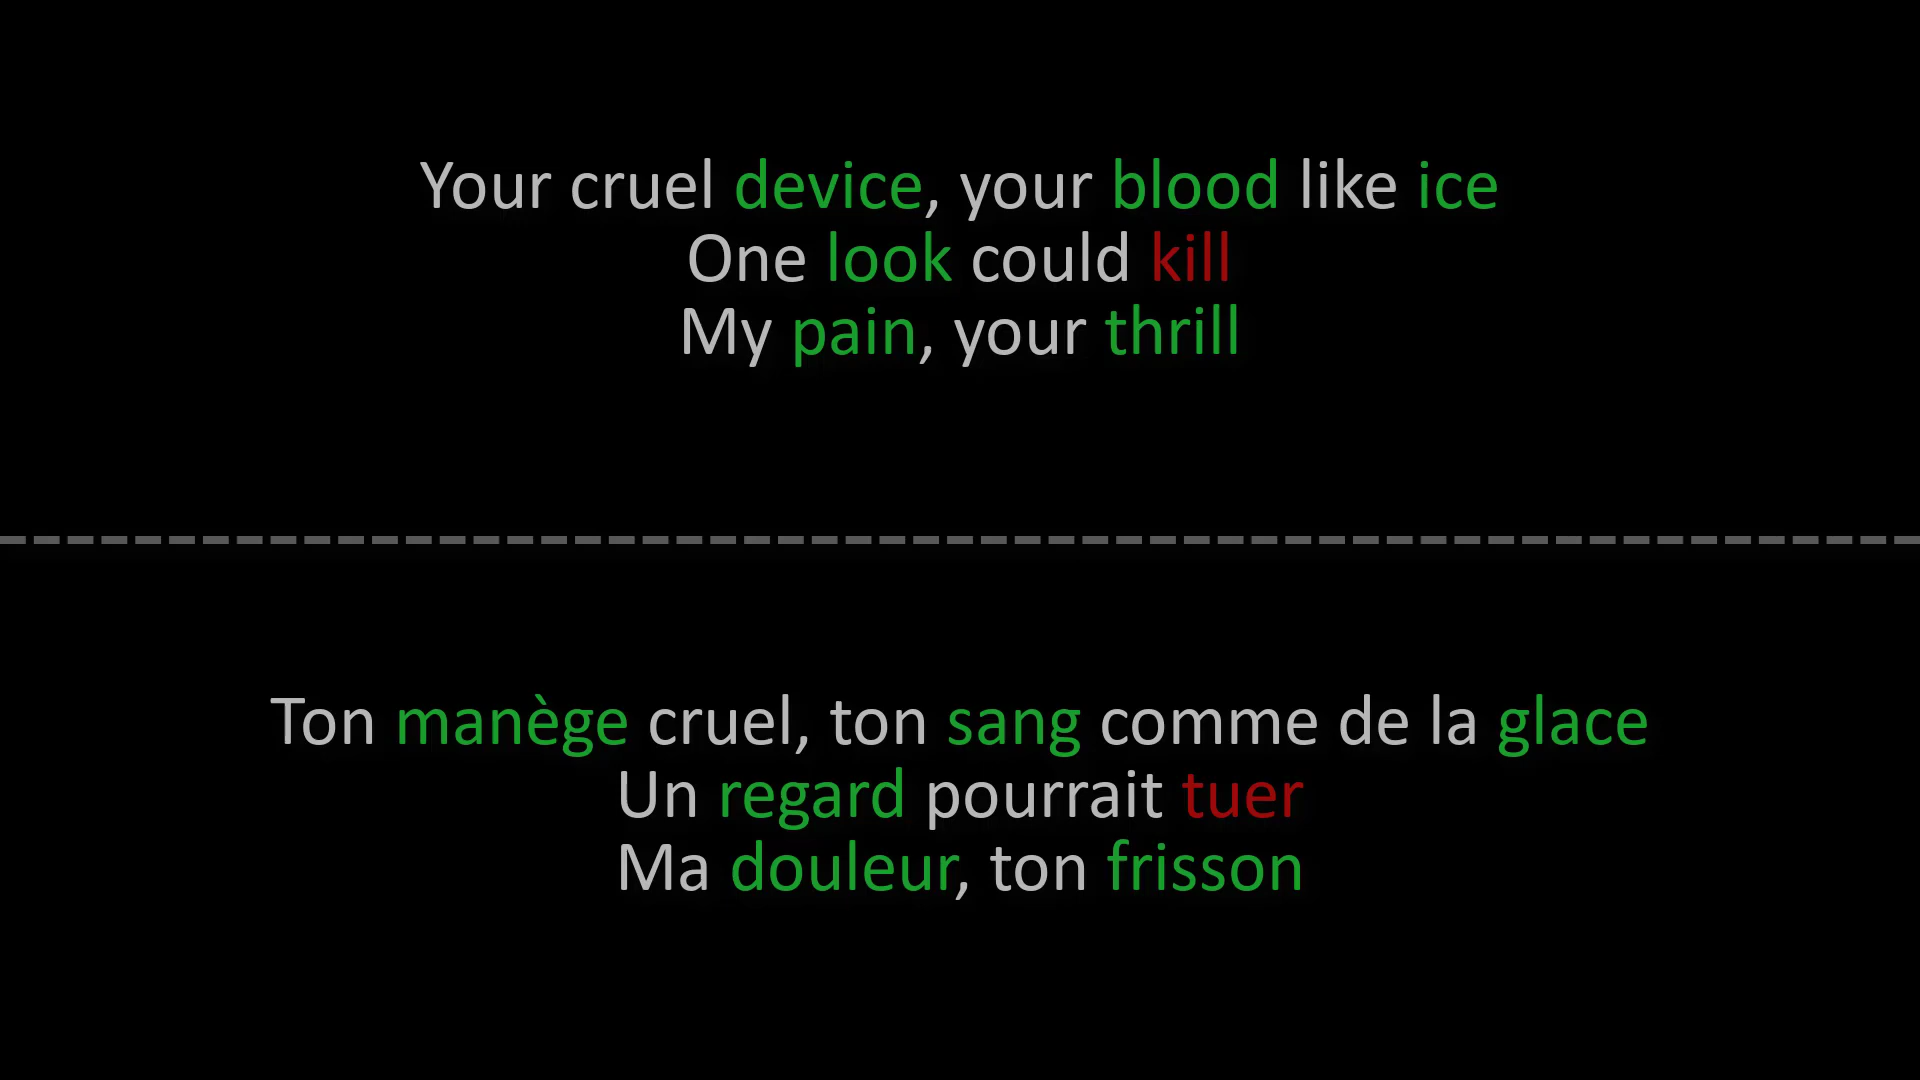 Your cruel device, your blood like ice
One look could kill
My pain, your thrill
Ton manège cruel, ton sang comme de la glace
Un regard pourrait tuer
Ma douleur, ton frisson